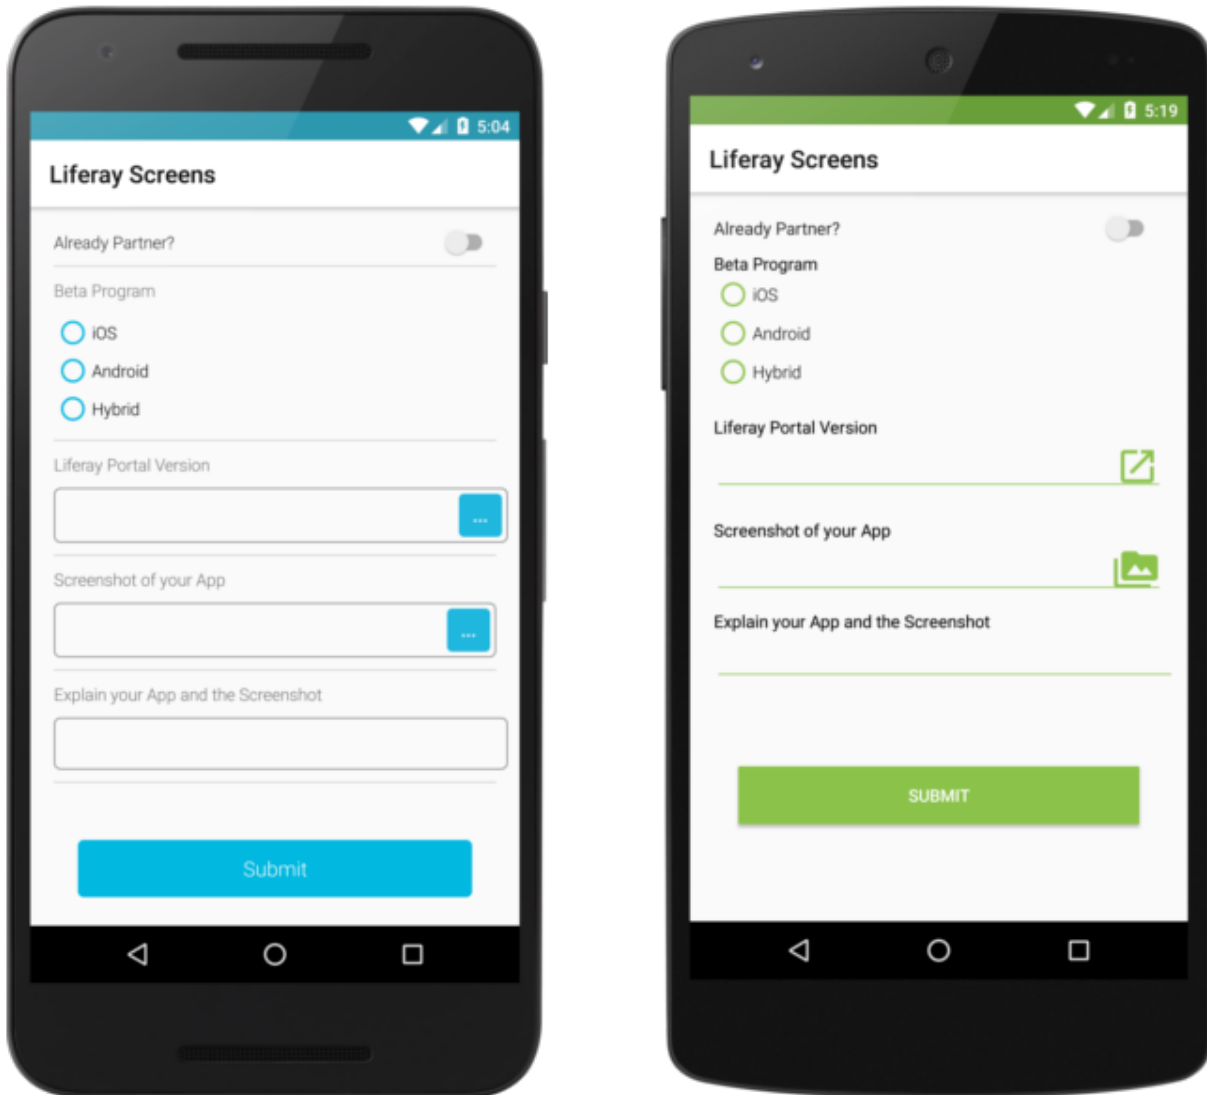 5:04
Liferay Screens
Already Partner?
Beta Program
iOS
Android
Hybrid
Liferay Portal Version
...
Screenshot of your App
...
Explain your App and the Screenshot
Submit
5:19
Liferay Screens
Already Partner?
Beta Program
iOS
Android
Hybrid
Liferay Portal Version
Screenshot of your App
Explain your App and the Screenshot
SUBMIT